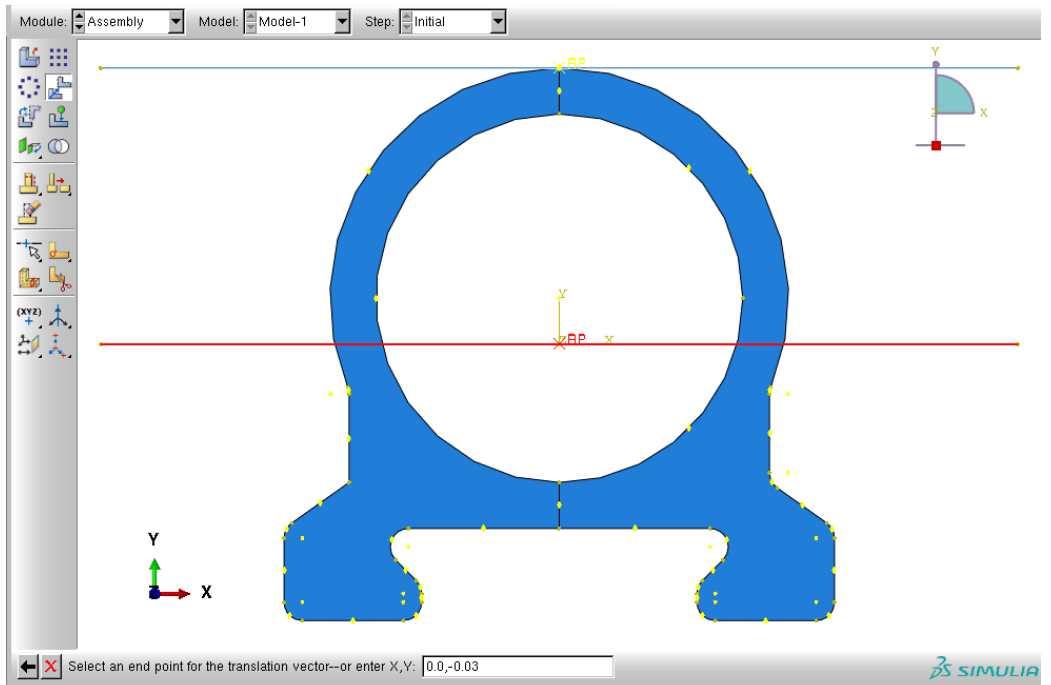 Module: Assembly Model: Model-1 Step: Initial
RP
Y
Z X
(XYZ)
Y
Z X
RP
Y
Z X
Select an end point for the translation vector--or enter X,Y: 0.0,-0.03
SIMULIA